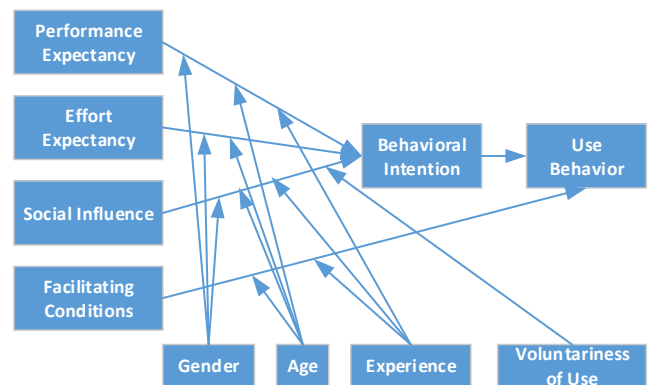 Performance
Expectancy
Effort
Expectancy
Behavioral
Intention
Use
Behavior
Social Influence
Facilitating
Conditions
Gender
Age
Experience
Voluntariness
of Use